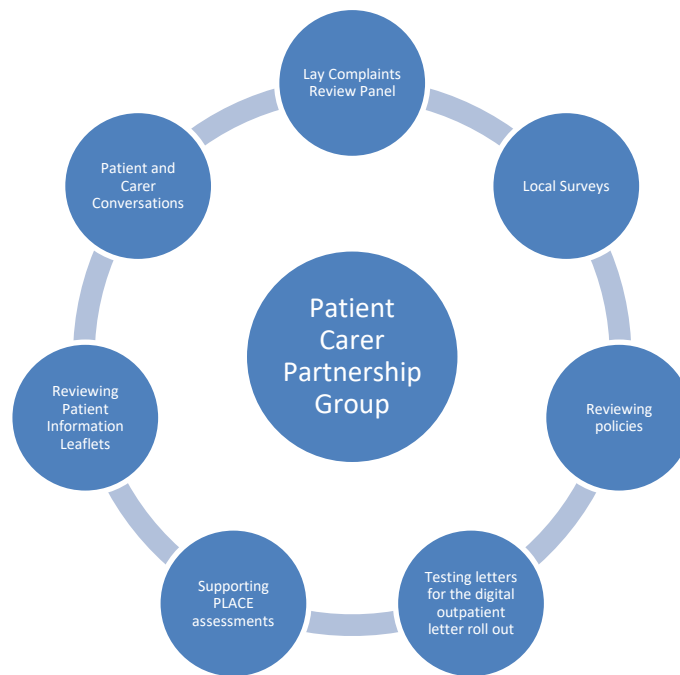 Lay Complaints
Review Panel
Local Surveys
Reviewing
policies
Testing letters
for the digital
outpatient
letter roll out
Supporting
PLACE
assessments
Reviewing
Patient
Information
Leaflets
Patient and
Carer
Conversations
Patient
Carer
Partnership
Group